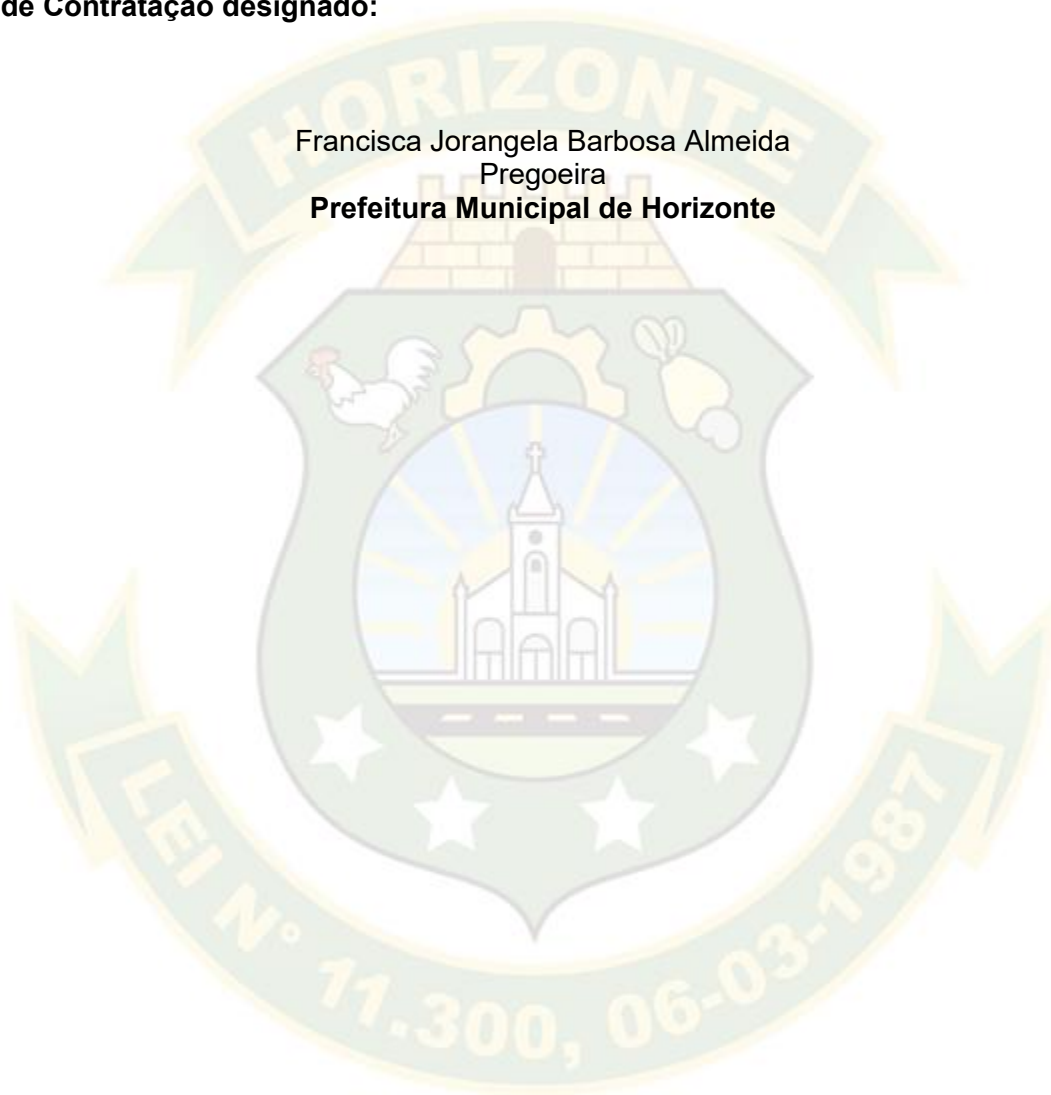 de Contratação designado:
HORIZONTE
Francisca Jorangela Barbosa Almeida
Pregoeira
Prefeitura Municipal de Horizonte
LEI N° 11.300, 06-03-1987